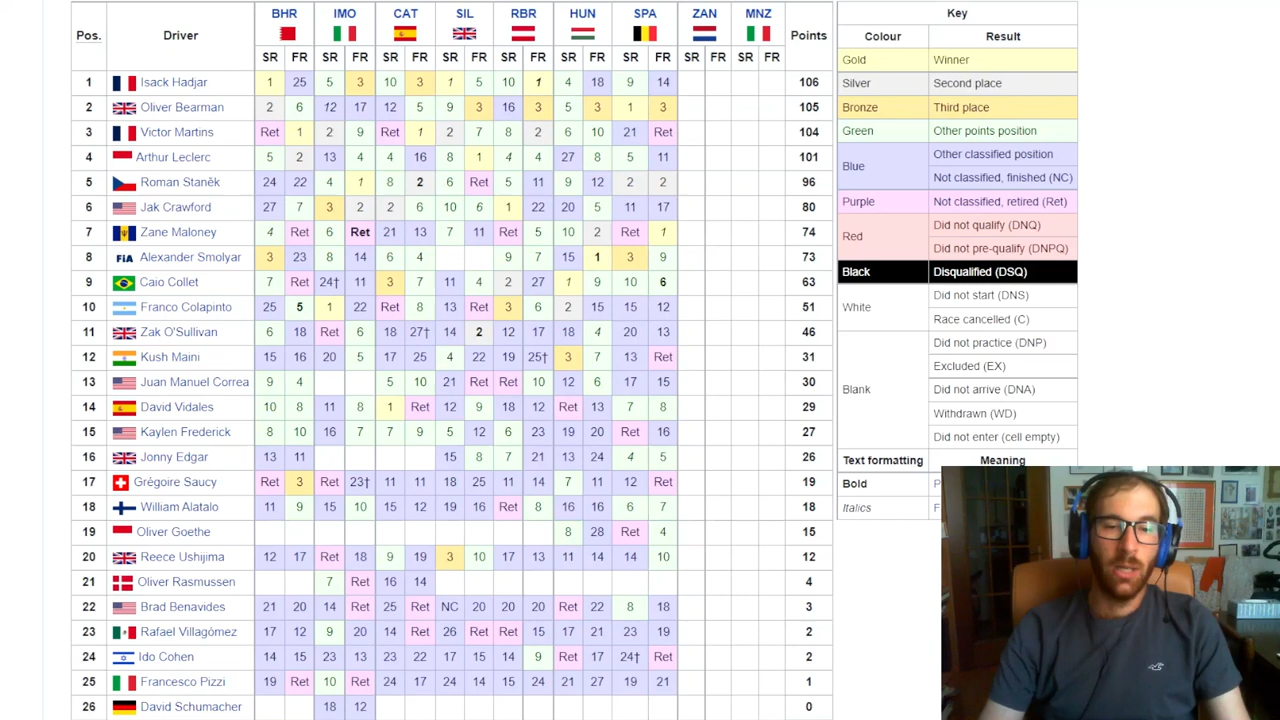 BHR IMO CAT SIL RBR HUN SPA ZAN MNZ Key
Pos. Driver Points Colour Result
SR FR SR FR SR FR SR FR SR FR SR FR SR FR SR FR SR FR Gold Winner
1 Isack Hadjar 1 25 5 3 10 3 1 5 10 1 4 18 9 14 106 Silver Second place
2 Oliver Bearman 2 6 12 17 12 5 9 3 16 3 5 3 1 3 105 Bronze Third place
3 Victor Martins Ret 1 2 9 Ret 1 2 7 8 2 6 10 21 Ret 104 Green Other points position
4 Arthur Leclerc 5 2 13 4 4 16 8 1 4 4 27 8 5 11 101 Blue Other classified position
Not classified, finished (NC)
5 Roman Staněk 24 22 4 1 8 2 6 Ret 5 11 9 12 2 2 96
6 Jak Crawford 27 7 3 2 2 6 10 6 1 22 20 5 11 17 80 Purple Not classified, retired (Ret)
7 Zane Maloney 4 Ret 6 Ret 21 13 7 11 Ret 5 10 2 Ret 1 74 Red Did not qualify (DNQ)
Did not pre-qualify (DNPQ)
8 FiA Alexander Smolyar 3 23 8 14 6 4 9 7 15 1 3 9 73 Black Disqualified (DSQ)
9 Caio Collet 7 Ret 24† 11 3 7 11 4 2 27 1 9 10 6 63 White Did not start (DNS)
10 Franco Colapinto 25 5 1 22 Ret 8 13 Ret 3 6 2 15 15 12 51 Race cancelled (C)
11 Zak O'Sullivan 6 18 Ret 6 18 27† 14 2 12 17 18 4 20 13 46 Blank Did not practice (DNP)
12 Kush Maini 15 16 20 5 17 25 4 22 19 25† 3 7 13 Ret 31 Excluded (EX)
13 Juan Manuel Correa 9 4 5 10 21 Ret Ret 10 12 6 17 15 30 Did not arrive (DNA)
14 David Vidales 10 8 11 8 1 Ret 12 9 18 12 Ret 13 7 8 29 Withdrawn (WD)
15 Kaylen Frederick 8 10 16 7 7 9 5 12 6 23 19 20 Ret 16 27 Did not enter (cell empty)
16 Jonny Edgar 13 11 15 8 7 21 13 24 4 5 26 Text formatting Meaning
17 Grégoire Saucy Ret 3 Ret 23† 11 11 18 25 11 14 7 11 12 Ret 19 Bold P
18 William Alatalo 11 9 15 10 15 12 19 16 Ret 8 16 16 6 7 18 Italics F
19 Oliver Goethe 8 28 Ret 4 15
20 Reece Ushijima 12 17 Ret 18 9 19 3 10 17 13 11 14 14 10 12
21 Oliver Rasmussen 7 Ret 16 14 4
22 Brad Benavides 21 20 14 Ret 25 Ret NC 20 20 20 Ret 22 8 18 3
23 Rafael Villagómez 17 12 9 20 14 Ret 26 Ret Ret 15 17 21 23 19 2
24 Ido Cohen 14 15 23 13 22 22 17 15 14 9 Ret 17 24† Ret 2
25 Francesco Pizzi 19 Ret 10 Ret 24 17 24 14 15 24 21 27 19 21 1
26 David Schumacher 18 12 0